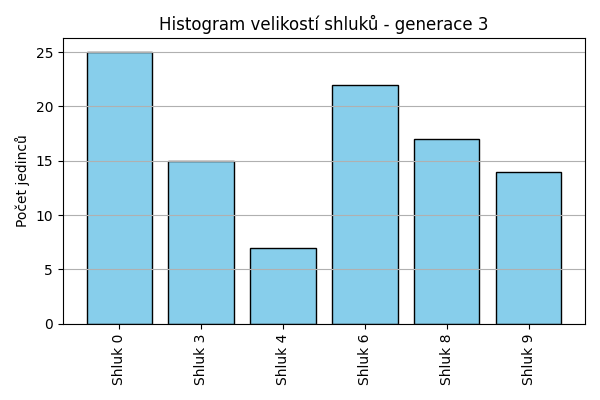 Histogram velikostí shluků - generace 3
Počet jedinců
25
20
15
10
5
0
Shluk 0
Shluk 3
Shluk 4
Shluk 6
Shluk 8
Shluk 9